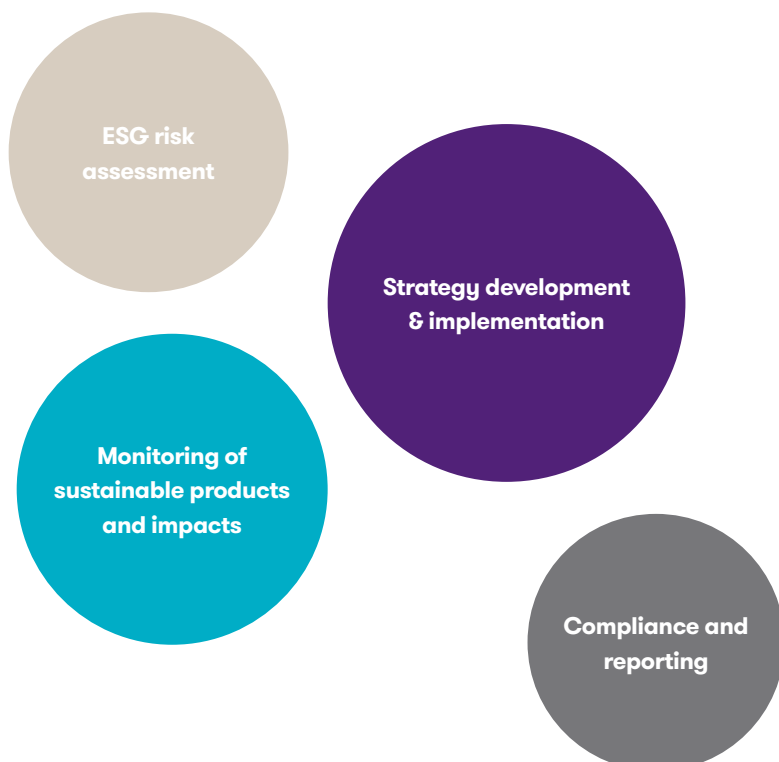 ESG risk
assessment
Strategy development
& implementation
Monitoring of
sustainable products
and impacts
Compliance and
reporting